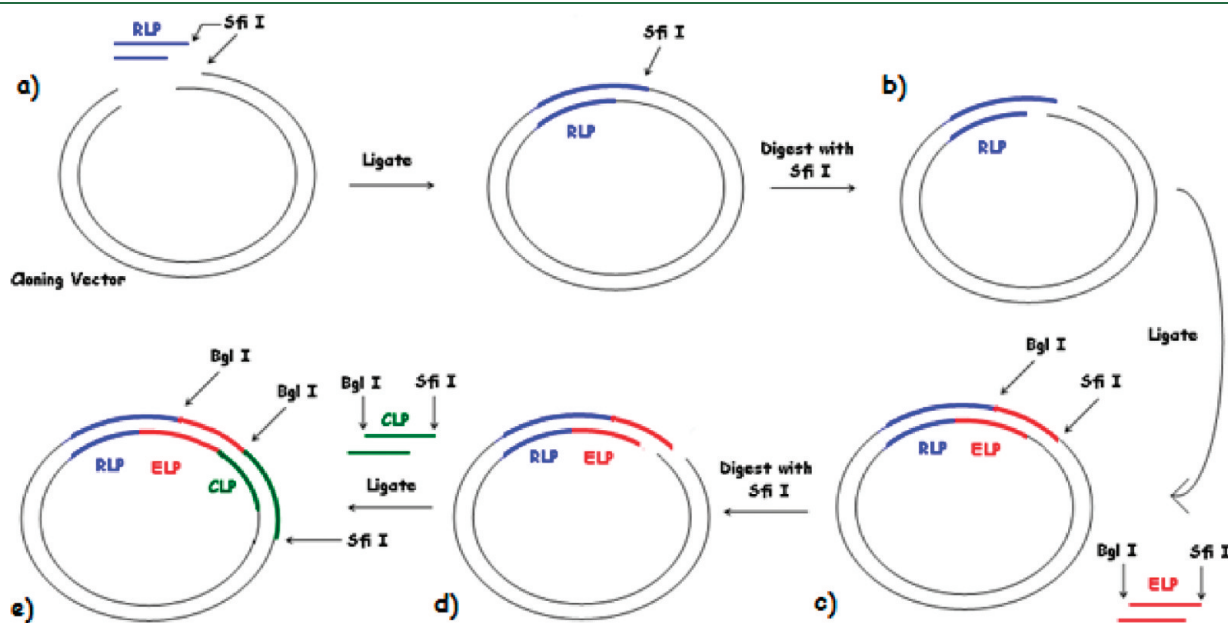 RLP
Sfi I
a)
Ligate
Cloning Vector
Sfi I
RLP
Digest with
Sfi I
b)
RLP
Ligate
Bgl I
Sfi I
RLP
ELP
c)
Bgl I
Sfi I
ELP
Digest with
Sfi I
RLP
ELP
d)
Bgl I
Sfi I
CLP
Ligate
Bgl I
Bgl I
RLP
ELP
CLP
Sfi I
e)